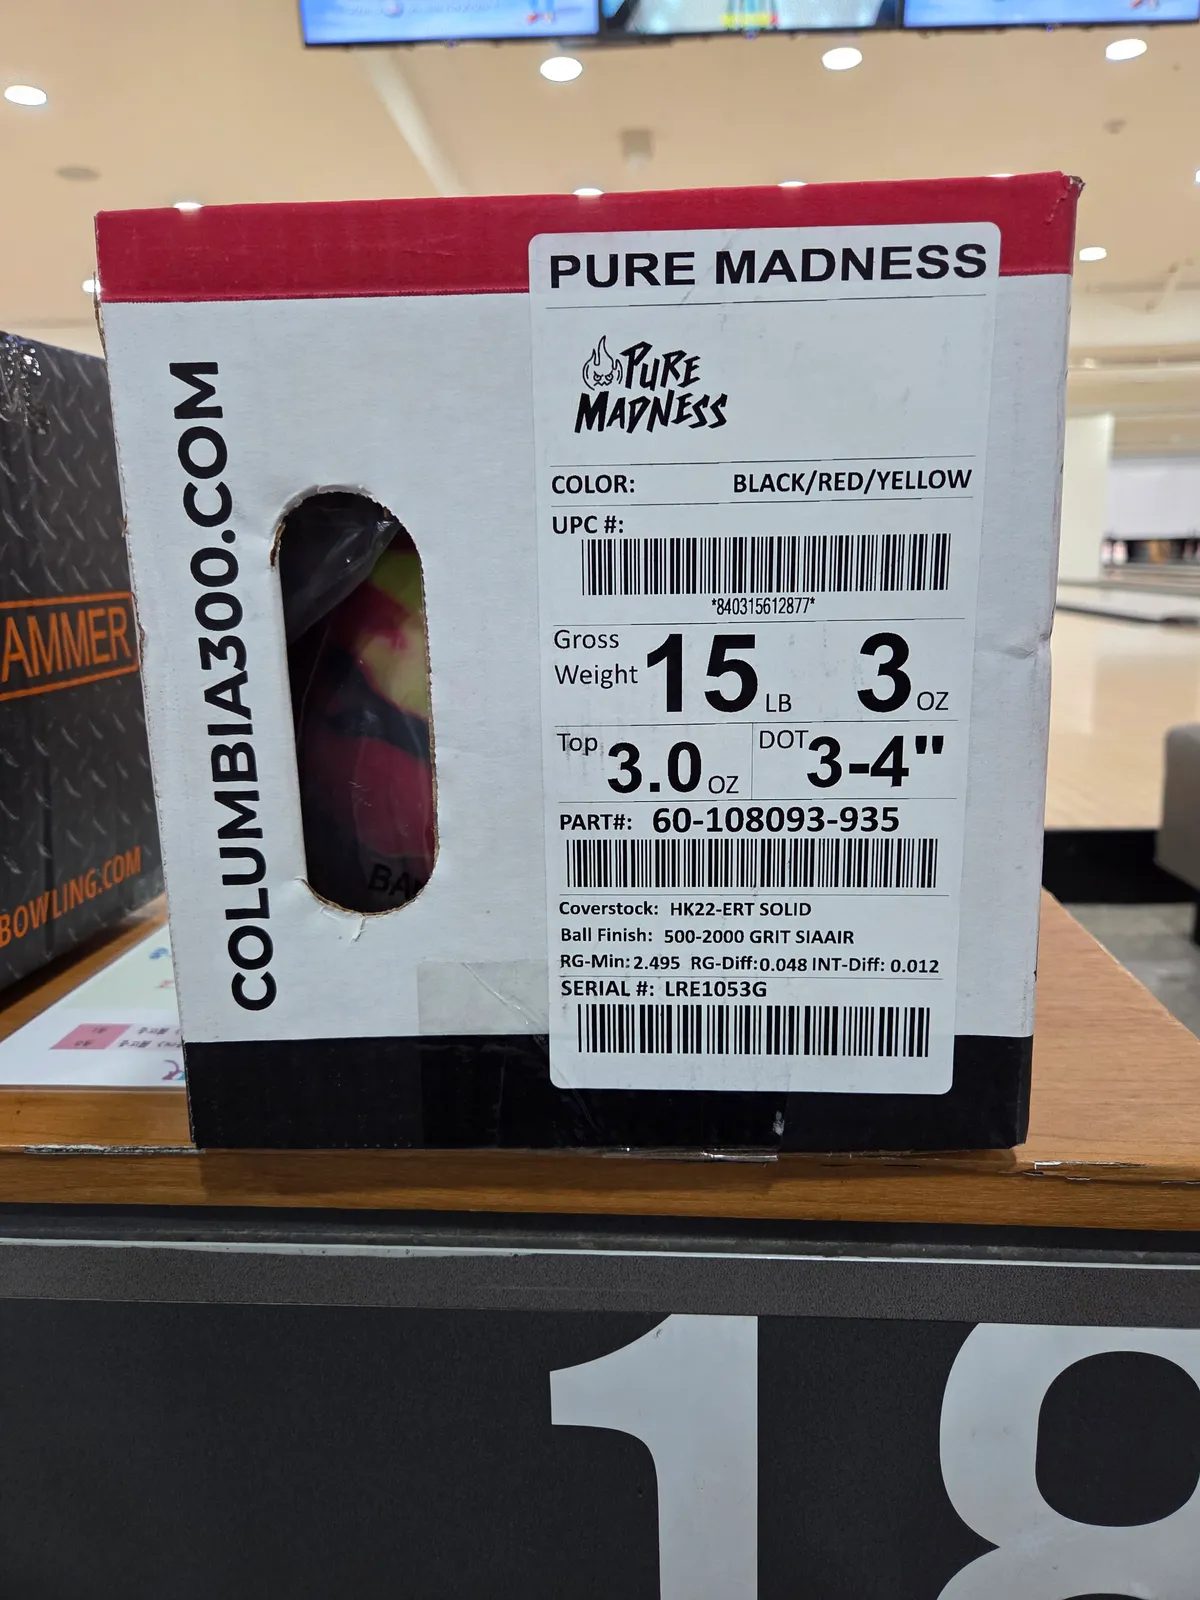 PURE MADNESS
PURE
MADNESS
COLOR: BLACK/RED/YELLOW
UPC #:
*840315612877*
Gross
Weight 15 LB 3 OZ
Top 3.0 OZ DOT 3-4"
PART#: 60-108093-935
Coverstock: HK22-ERT SOLID
Ball Finish: 500-2000 GRIT SIAAIR
RG-Min: 2.495 RG-Diff: 0.048 INT-Diff: 0.012
SERIAL #: LRE1053G
COLUMBIA300.COM
BA
AMMER
BOWLING.COM
18